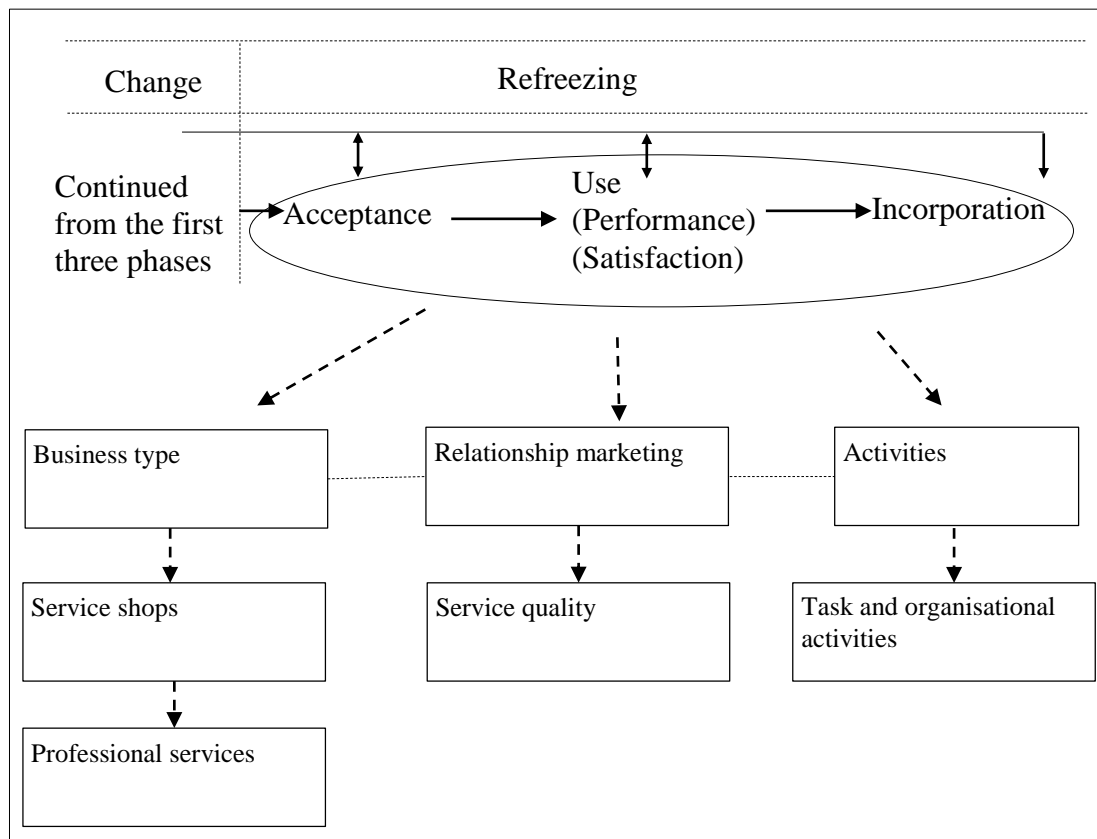 Change
Refreezing
Continued
from the first
three phases
Acceptance
Use
(Performance)
(Satisfaction)
Incorporation
Business type
Relationship marketing
Activities
Service shops
Service quality
Task and organisational
activities
Professional services